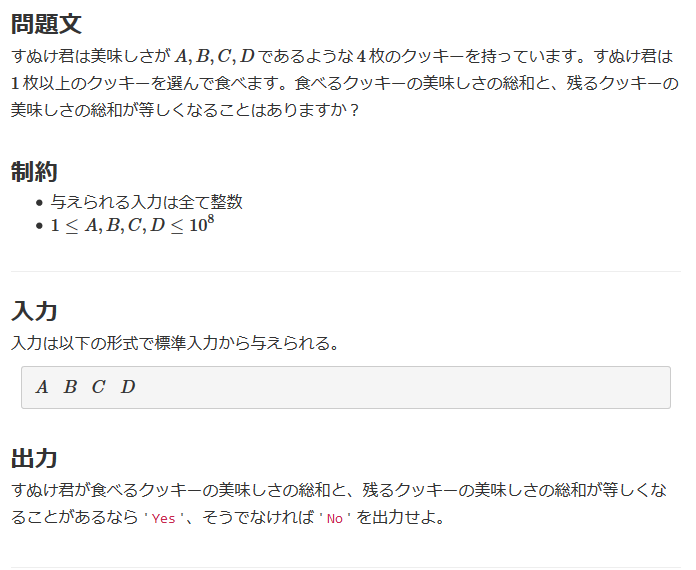 問題文
すぬけ君は美味しさが A, B, C, D であるような 4 枚のクッキーを持っています。すぬけ君は
1 枚以上のクッキーを選んで食べます。食べるクッキーの美味しさの総和と、残るクッキーの
美味しさの総和が等しくなることはありますか？
制約
• 与えられる入力は全て整数
• 1 ≤ A, B, C, D ≤ 10⁸
入力
入力は以下の形式で標準入力から与えられる。
A B C D
出力
すぬけ君が食べるクッキーの美味しさの総和と、残るクッキーの美味しさの総和が等しくな
ることがあるなら 'Yes'、そうでなければ 'No' を出力せよ。